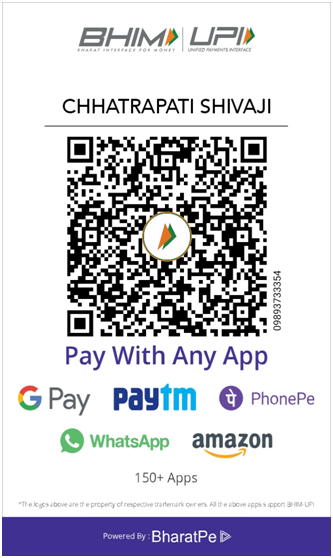 BHIM UPI
BHARAT INTERFACE FOR MONEY UNIFIED PAYMENTS INTERFACE
CHHATRAPATI SHIVAJI
09893733354
Pay With Any App
G Pay paytm पे PhonePe
WhatsApp amazon
150+ Apps
*The logos above are the property of respective trademark owners. All the above apps support BHIM-UPI
Powered By : BharatPe